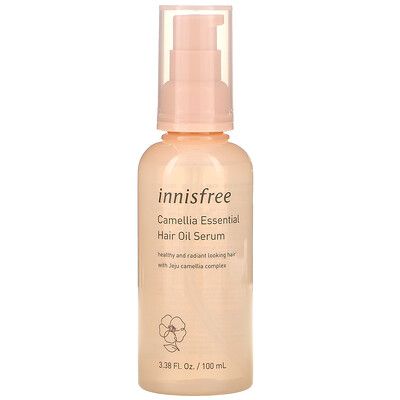 innisfree
Camellia Essential
Hair Oil Serum
healthy and radiant looking hair
with Jeju camellia complex
3.38 Fl. Oz. / 100 mL